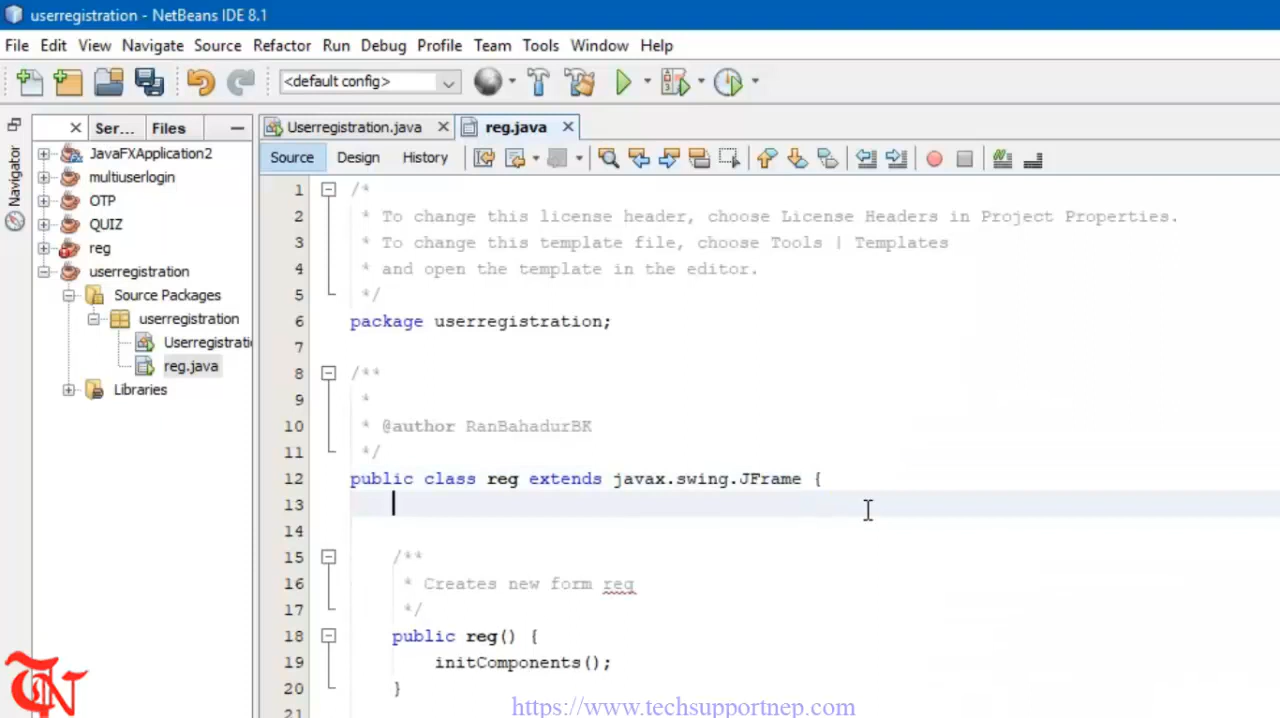 userregistration - NetBeans IDE 8.1
File Edit View Navigate Source Refactor Run Debug Profile Team Tools Window Help
<default config>
Ser... Files
Userregistration.java reg.java
Source Design History
Navigator
JavaFXApplication2
multiuserlogin
OTP
QUIZ
reg
userregistration
Source Packages
userregistration
Userregistrati
reg.java
Libraries
1 /*
2 * To change this license header, choose License Headers in Project Properties.
3 * To change this template file, choose Tools | Templates
4 * and open the template in the editor.
5 */
6 package userregistration;
7
8 /**
9 *
10 * @author RanBahadurBK
11 */
12 public class reg extends javax.swing.JFrame {
13
14
15 /**
16 * Creates new form reg
17 */
18 public reg() {
19 initComponents();
20 }
21
TN
https://www.techsupportnep.com